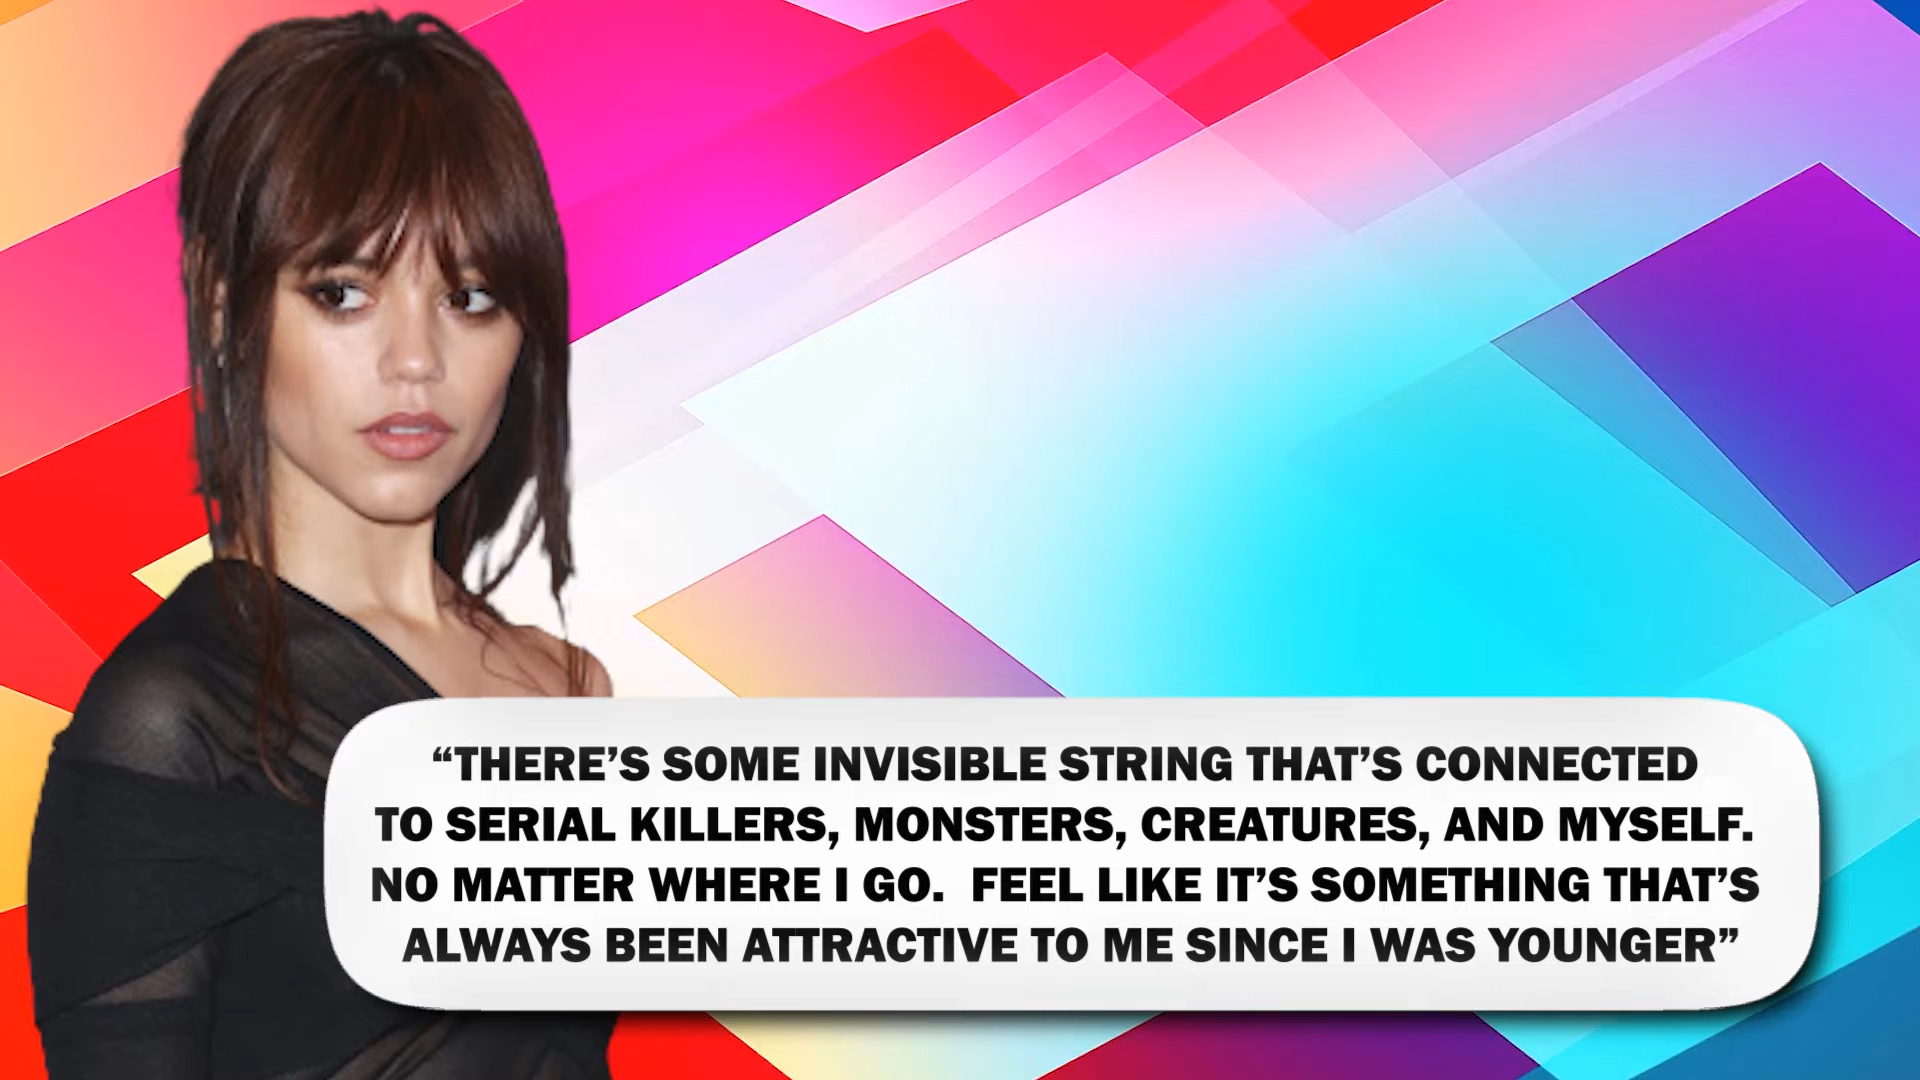 “THERE’S SOME INVISIBLE STRING THAT’S CONNECTED
TO SERIAL KILLERS, MONSTERS, CREATURES, AND MYSELF.
NO MATTER WHERE I GO.  FEEL LIKE IT’S SOMETHING THAT’S
ALWAYS BEEN ATTRACTIVE TO ME SINCE I WAS YOUNGER”